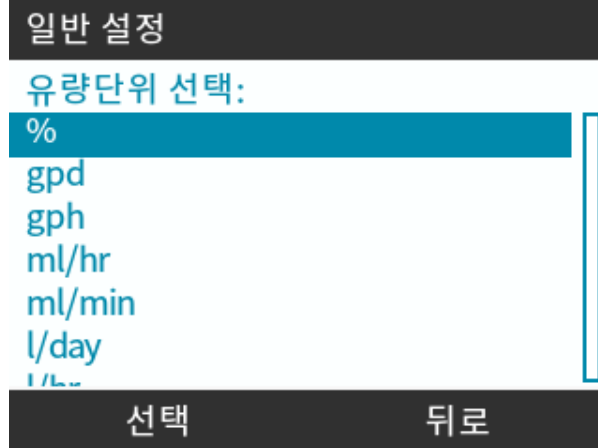 일반 설정
유량단위 선택:
%
gpd
gph
ml/hr
ml/min
l/day
l/hr
선택 뒤로